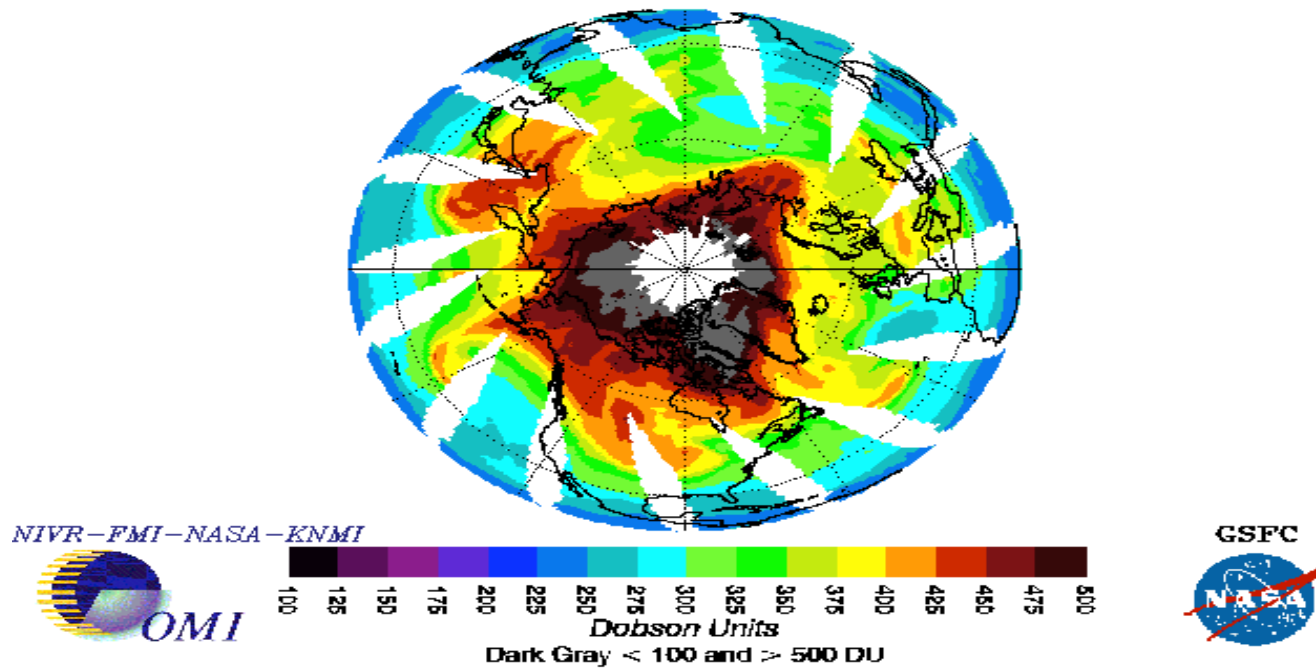 NIVR-FMI-NASA-KNMI
GSFC
100 125 150 175 200 225 250 275 300 325 350 375 400 425 450 475 500
NASA
OMI
Dobson Units
Dark Gray < 100 and > 500 DU